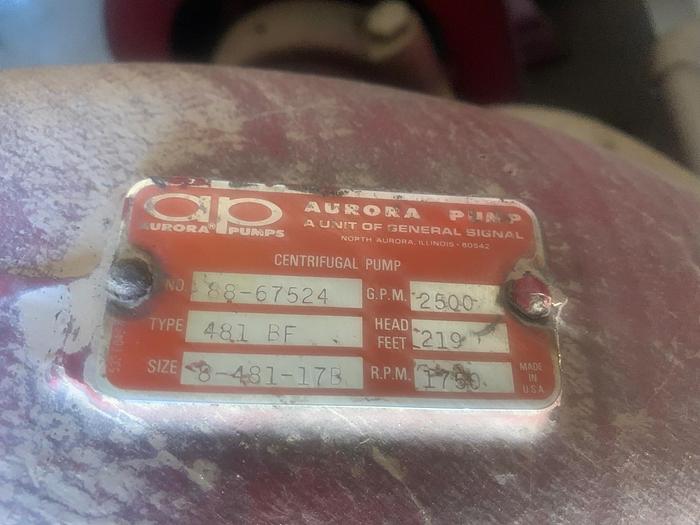 ap
AURORA® PUMPS
AURORA PUMP
A UNIT OF GENERAL SIGNAL
NORTH AURORA, ILLINOIS · 60542
CENTRIFUGAL PUMP
NO. 88-67524 G.P.M. 2500
TYPE 481 BF HEAD FEET 219
SIZE 8-481-17B R.P.M. 1750
MADE IN U.S.A.